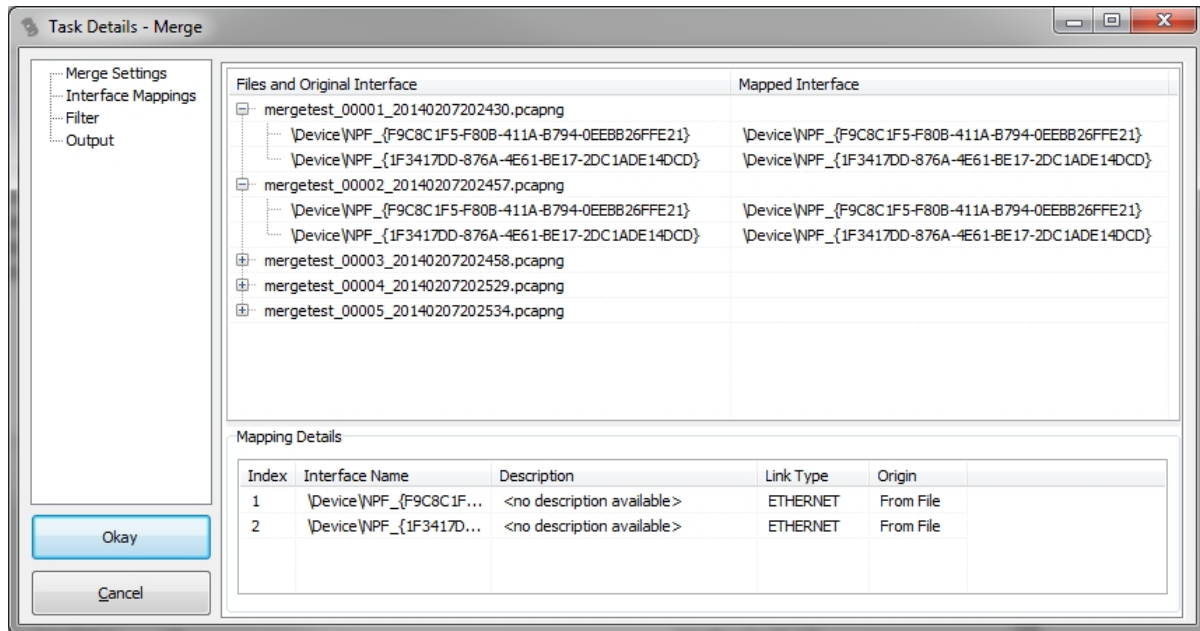 Task Details - Merge
Merge Settings
Interface Mappings
Filter
Output
Files and Original Interface Mapped Interface
mergetest_00001_20140207202430.pcapng
\Device\NPF_{F9C8C1F5-F80B-411A-B794-0EEBB26FFE21} \Device\NPF_{F9C8C1F5-F80B-411A-B794-0EEBB26FFE21}
\Device\NPF_{1F3417DD-876A-4E61-BE17-2DC1ADE14DCD} \Device\NPF_{1F3417DD-876A-4E61-BE17-2DC1ADE14DCD}
mergetest_00002_20140207202457.pcapng
\Device\NPF_{F9C8C1F5-F80B-411A-B794-0EEBB26FFE21} \Device\NPF_{F9C8C1F5-F80B-411A-B794-0EEBB26FFE21}
\Device\NPF_{1F3417DD-876A-4E61-BE17-2DC1ADE14DCD} \Device\NPF_{1F3417DD-876A-4E61-BE17-2DC1ADE14DCD}
mergetest_00003_20140207202458.pcapng
mergetest_00004_20140207202529.pcapng
mergetest_00005_20140207202534.pcapng
Mapping Details
Index Interface Name Description Link Type Origin
1 \Device\NPF_{F9C8C1F... <no description available> ETHERNET From File
2 \Device\NPF_{1F3417D... <no description available> ETHERNET From File
Okay
Cancel